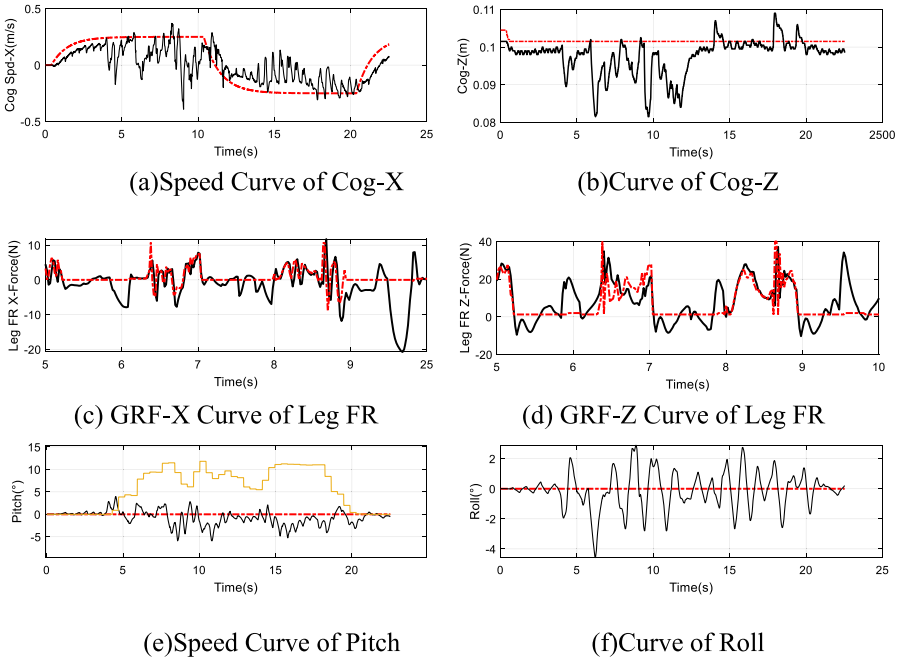 0.5
0
-0.5
Cog Spd-X(m/s)
0 5 10 15 20 25
Time(s)
(a)Speed Curve of Cog-X
0.11
0.1
0.09
0.08
Cog-Z(m)
0 5 10 15 20 2500
Time(s)
(b)Curve of Cog-Z
10
0
-10
-20
Leg FR X-Force(N)
5 6 7 8 9 25
Time(s)
(c) GRF-X Curve of Leg FR
40
20
0
-20
Leg FR Z-Force(N)
5 6 7 8 9 10
Time(s)
(d) GRF-Z Curve of Leg FR
15
10
5
0
-5
Pitch(°)
0 5 10 15 20
Time(s)
(e)Speed Curve of Pitch
2
0
-2
-4
Roll(°)
0 5 10 15 20 25
Time(s)
(f)Curve of Roll